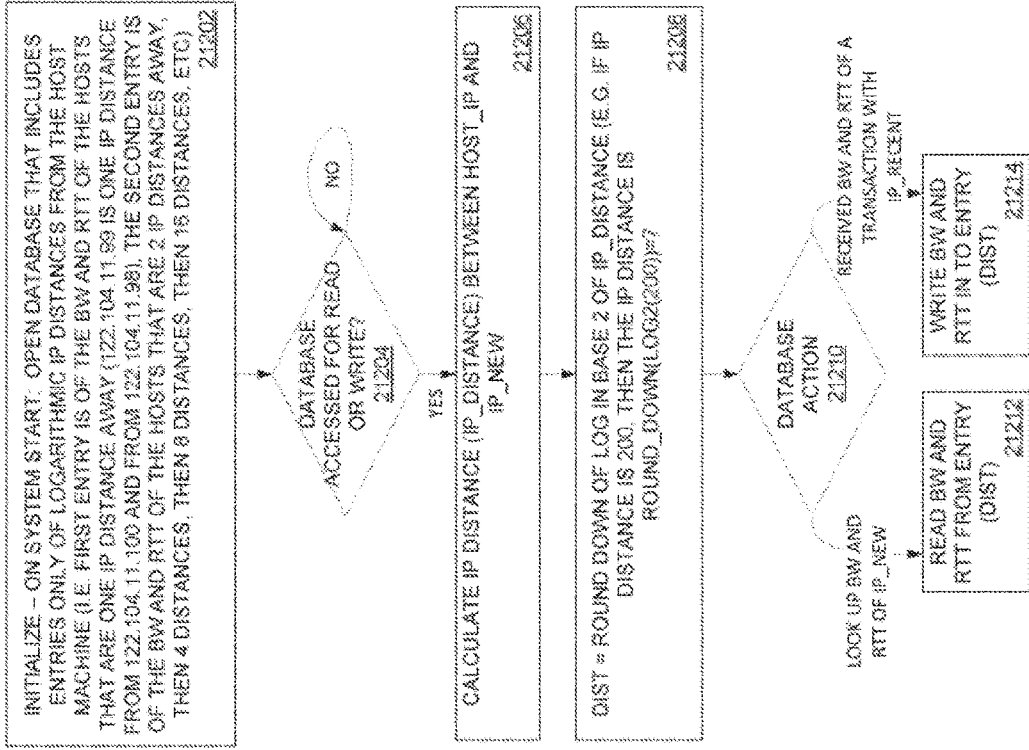 INITIALIZE – ON SYSTEM START, OPEN DATABASE THAT INCLUDES
ENTRIES ONLY OF LOGARITHMIC IP DISTANCES FROM THE HOST
MACHINE (I.E. FIRST ENTRY IS OF THE BW AND RTT OF THE HOSTS
THAT ARE ONE IP DISTANCE AWAY (122.104.11.99 IS ONE IP DISTANCE
FROM 122.104.11.100 AND FROM 122.104.11.98), THE SECOND ENTRY IS
OF THE BW AND RTT OF THE HOSTS THAT ARE 2 IP DISTANCES AWAY,
THEN 4 DISTANCES, THEN 8 DISTANCES, THEN 16 DISTANCES, ETC)
21202
DATABASE
ACCESSED FOR READ
OR WRITE?
21204
NO
YES
CALCULATE IP DISTANCE (IP_DISTANCE) BETWEEN HOST_IP AND
IP_NEW
21206
DIST = ROUND DOWN OF LOG IN BASE 2 OF IP_DISTANCE (E.G. IF IP
DISTANCE IS 200, THEN THE IP DISTANCE IS
ROUND_DOWN(LOG2(200))=7
21208
DATABASE
ACTION
21210
LOOK UP BW AND
RTT OF IP_NEW
RECEIVED BW AND RTT OF A
TRANSACTION WITH
IP_RECENT
READ BW AND
RTT FROM ENTRY
(DIST)
21212
WRITE BW AND
RTT IN TO ENTRY
(DIST)
21214